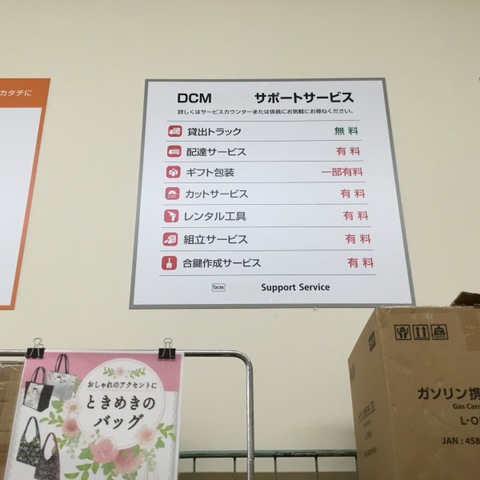 カタチに
DCM サポートサービス
詳しくはサービスカウンターまたは係員にお気軽にお尋ねください。
貸出トラック 無料
配達サービス 有料
ギフト包装 一部有料
カットサービス 有料
レンタル工具 有料
組立サービス 有料
合鍵作成サービス 有料
DCM Support Service
おしゃれのアクセントに
ときめきの
バッグ
ガソリン携
Gas Can
L-O
JAN : 458